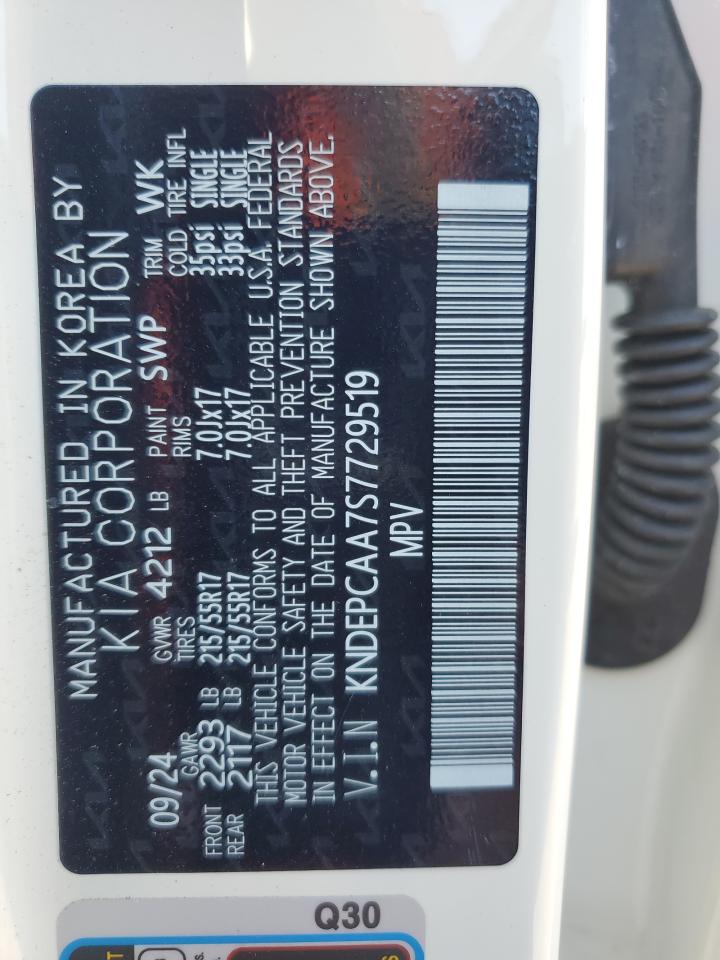 MANUFACTURED IN KOREA BY
KIA CORPORATION
09/24 GVWR 4212 LB PAINT SWP TRIM WK
GAWR TIRES RIMS COLD TIRE INFL
FRONT 2293 LB 215/55R17 7.0Jx17 35psi SINGLE
REAR 2117 LB 215/55R17 7.0Jx17 33psi SINGLE
THIS VEHICLE CONFORMS TO ALL APPLICABLE U.S.A. FEDERAL
MOTOR VEHICLE SAFETY AND THEFT PREVENTION STANDARDS
IN EFFECT ON THE DATE OF MANUFACTURE SHOWN ABOVE.
V.I.N KNDEPCAA7S7729519
MPV
Q30